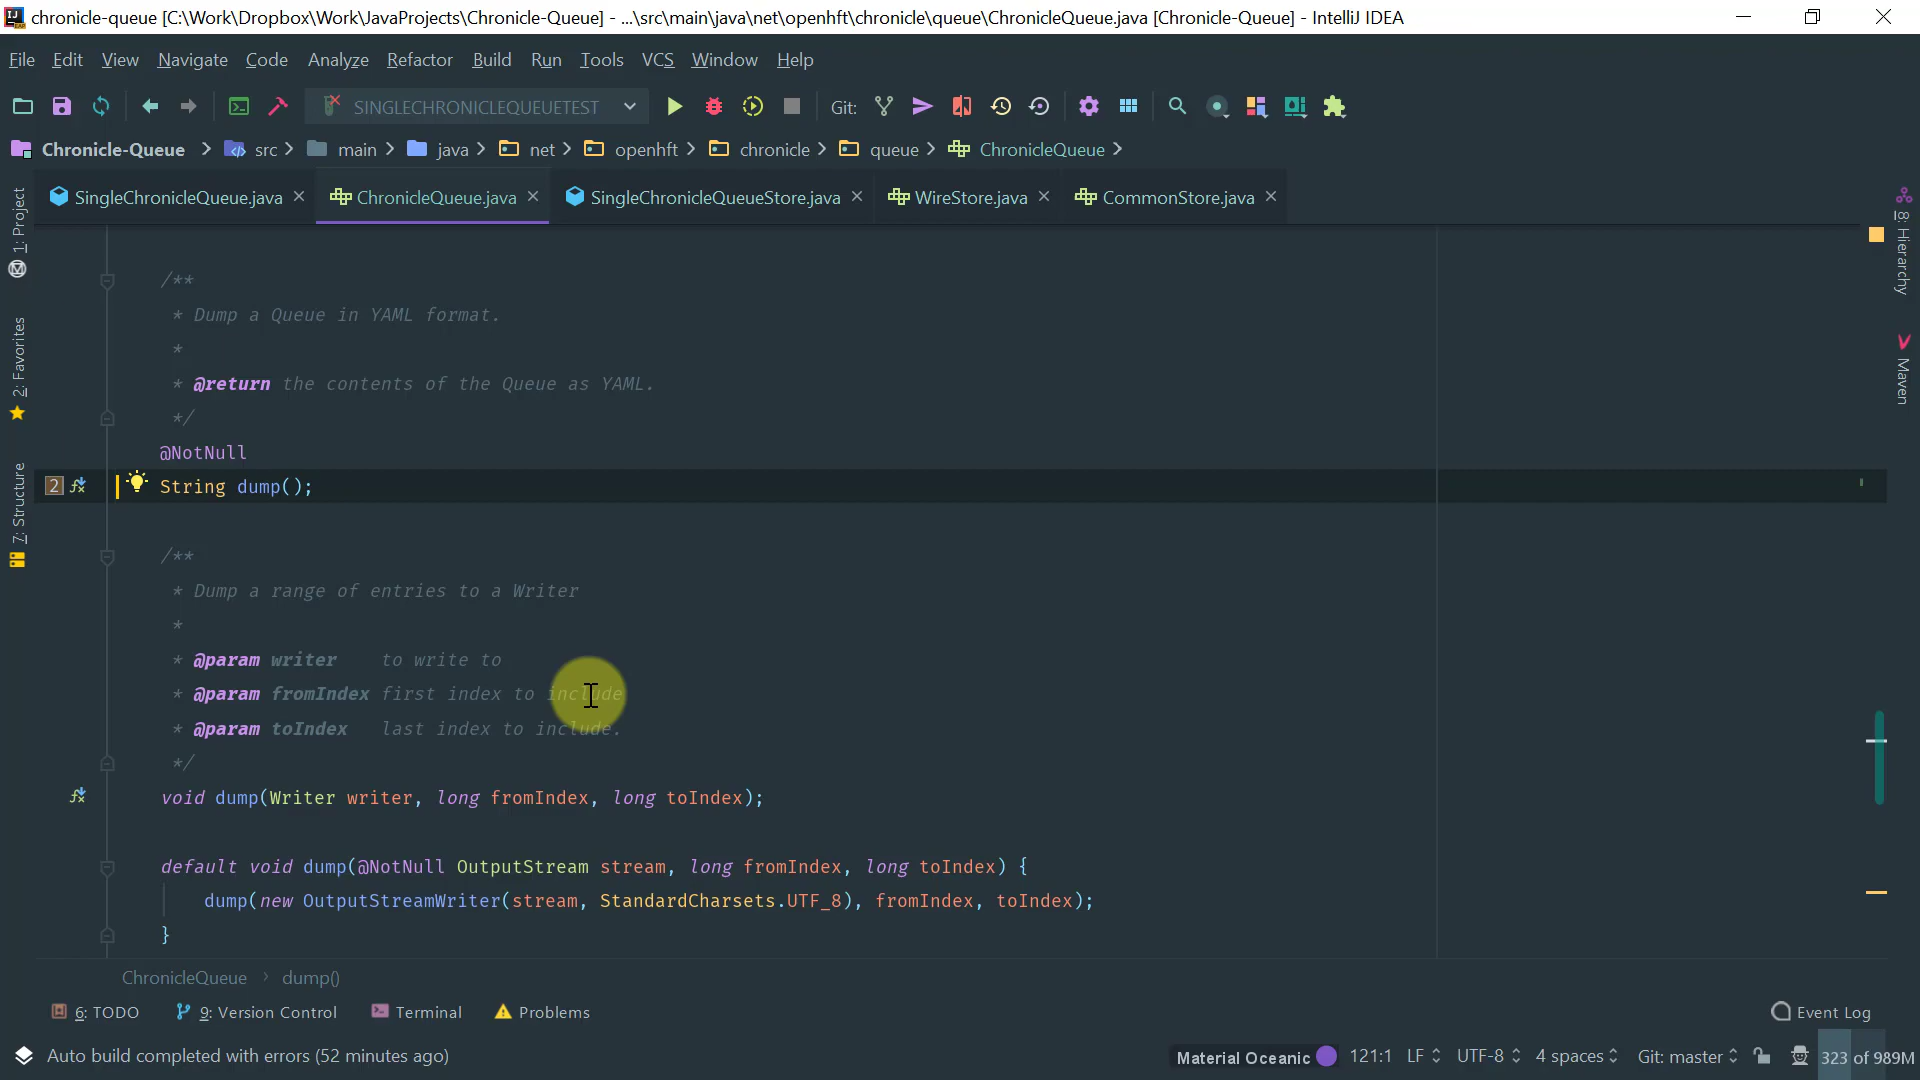 chronicle-queue [C:\Work\Dropbox\Work\JavaProjects\Chronicle-Queue] - ...\src\main\java\net\openhft\chronicle\queue\ChronicleQueue.java [Chronicle-Queue] - IntelliJ IDEA
File Edit View Navigate Code Analyze Refactor Build Run Tools VCS Window Help
SINGLECHRONICLEQUEUETEST Git:
Chronicle-Queue src main java net openhft chronicle queue ChronicleQueue
SingleChronicleQueue.java ChronicleQueue.java SingleChronicleQueueStore.java WireStore.java CommonStore.java
1: Project
2: Favorites
7: Structure
8: Hierarchy
Maven
/**
* Dump a Queue in YAML format.
*
* @return the contents of the Queue as YAML.
*/
@NotNull
2 String dump();
/**
* Dump a range of entries to a Writer
*
* @param writer to write to
* @param fromIndex first index to include
* @param toIndex last index to include.
*/
void dump(Writer writer, long fromIndex, long toIndex);
default void dump(@NotNull OutputStream stream, long fromIndex, long toIndex) {
dump(new OutputStreamWriter(stream, StandardCharsets.UTF_8), fromIndex, toIndex);
}
ChronicleQueue dump()
6: TODO 9: Version Control Terminal Problems Event Log
Auto build completed with errors (52 minutes ago) Material Oceanic 121:1 LF UTF-8 4 spaces Git: master 323 of 989M